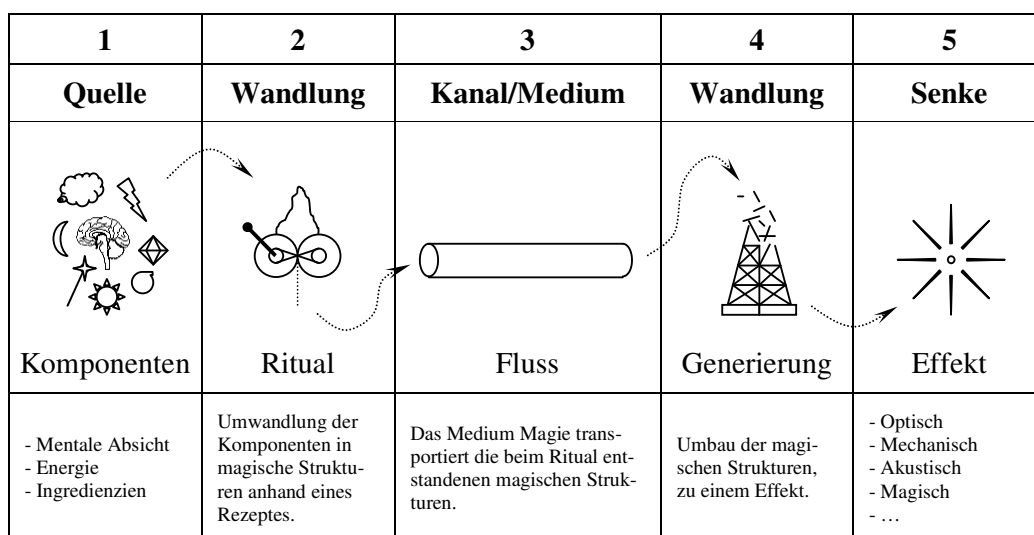 1
2
3
4
5
Quelle
Wandlung
Kanal/Medium
Wandlung
Senke
Komponenten
Ritual
Fluss
Generierung
Effekt
- Mentale Absicht
- Energie
- Ingredienzien
Umwandlung der
Komponenten in
magische Struktu-
ren anhand eines
Rezeptes.
Das Medium Magie trans-
portiert die beim Ritual ent-
standenen magischen Struk-
turen.
Umbau der magi-
schen Strukturen,
zu einem Effekt.
- Optisch
- Mechanisch
- Akustisch
- Magisch
- …